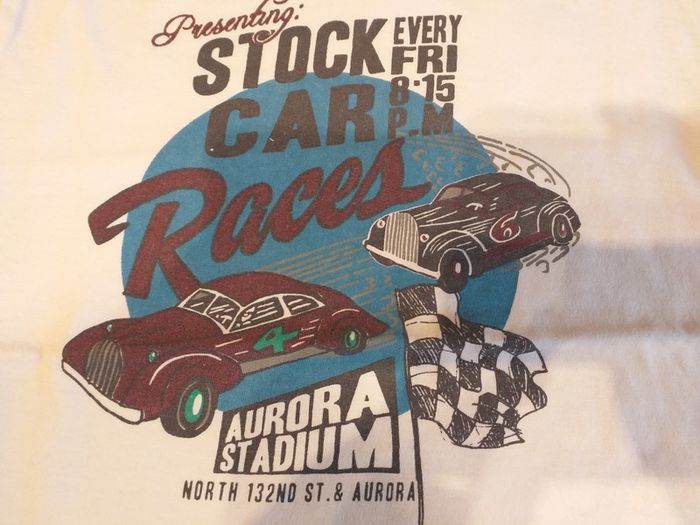 Presenting:
STOCK
CAR
EVERY
FRI
8·15
P.M
Races
6
4
AURORA
STADIUM
NORTH 132ND ST. & AURORA